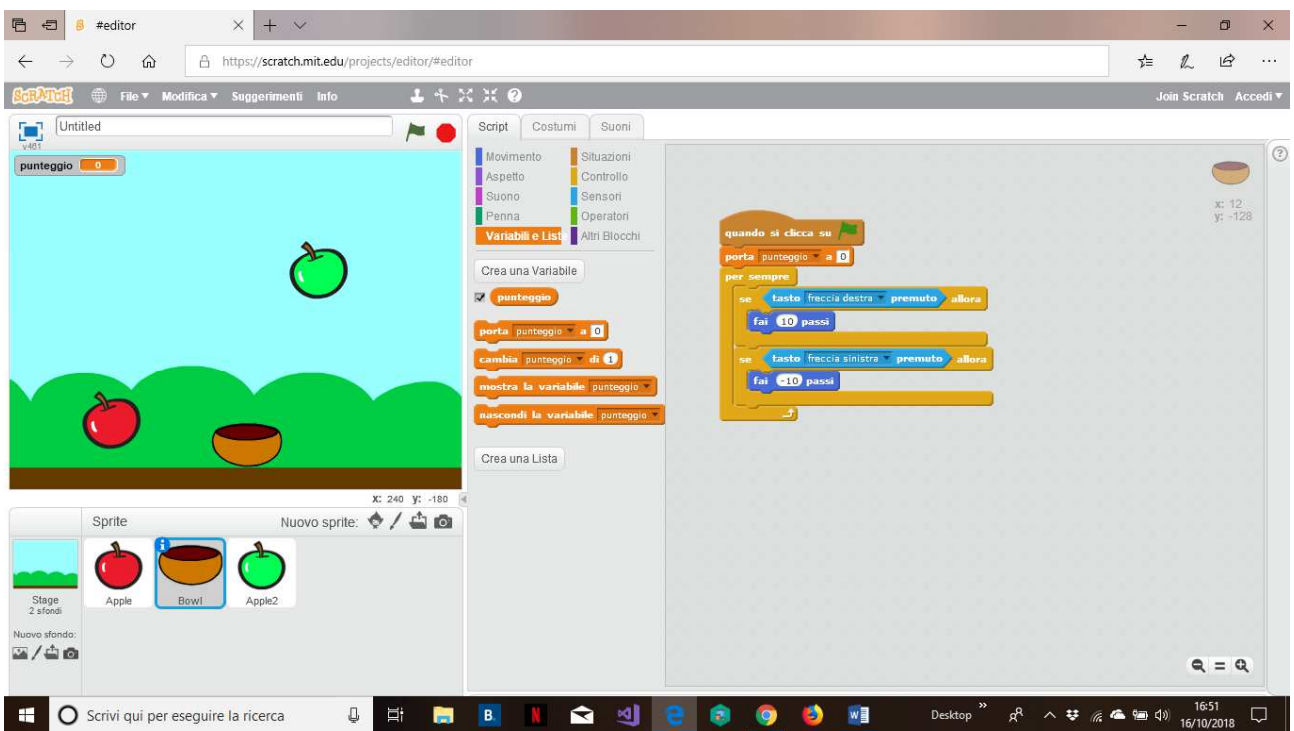 #editor
https://scratch.mit.edu/projects/editor/#editor
SCRATCH File Modifica Suggerimenti Info Join Scratch Accedi
Untitled
v461
punteggio 0
Script Costumi Suoni
Movimento Situazioni
Aspetto Controllo
Suono Sensori
Penna Operatori
Variabili e List Altri Blocchi
Crea una Variabile
punteggio
porta punteggio a 0
cambia punteggio di 1
mostra la variabile punteggio
nascondi la variabile punteggio
Crea una Lista
quando si clicca su
porta punteggio a 0
per sempre
se tasto freccia destra premuto allora
fai 10 passi
se tasto freccia sinistra premuto allora
fai -10 passi
x: 12
y: -128
X: 240 y: -180
Sprite Nuovo sprite:
Stage
2 sfondi
Nuovo sfondo:
Apple
Bowl
Apple2
Scrivi qui per eseguire la ricerca
B.
N
Desktop
16:51
16/10/2018